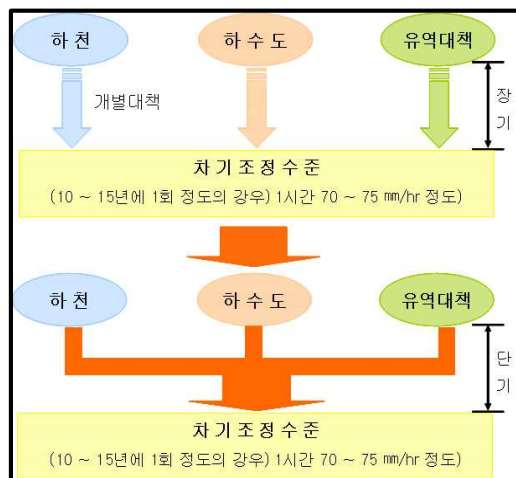 하 천
하 수 도
유역대책
개별대책
장
기
차 기 조 정 수 준
(10 ~ 15년에 1회 정도의 강우) 1시간 70 ~ 75 ㎜/hr 정도)
하 천
하 수 도
유역대책
단
기
차 기 조 정 수 준
(10 ~ 15년에 1회 정도의 강우) 1시간 70 ~ 75 ㎜/hr 정도)